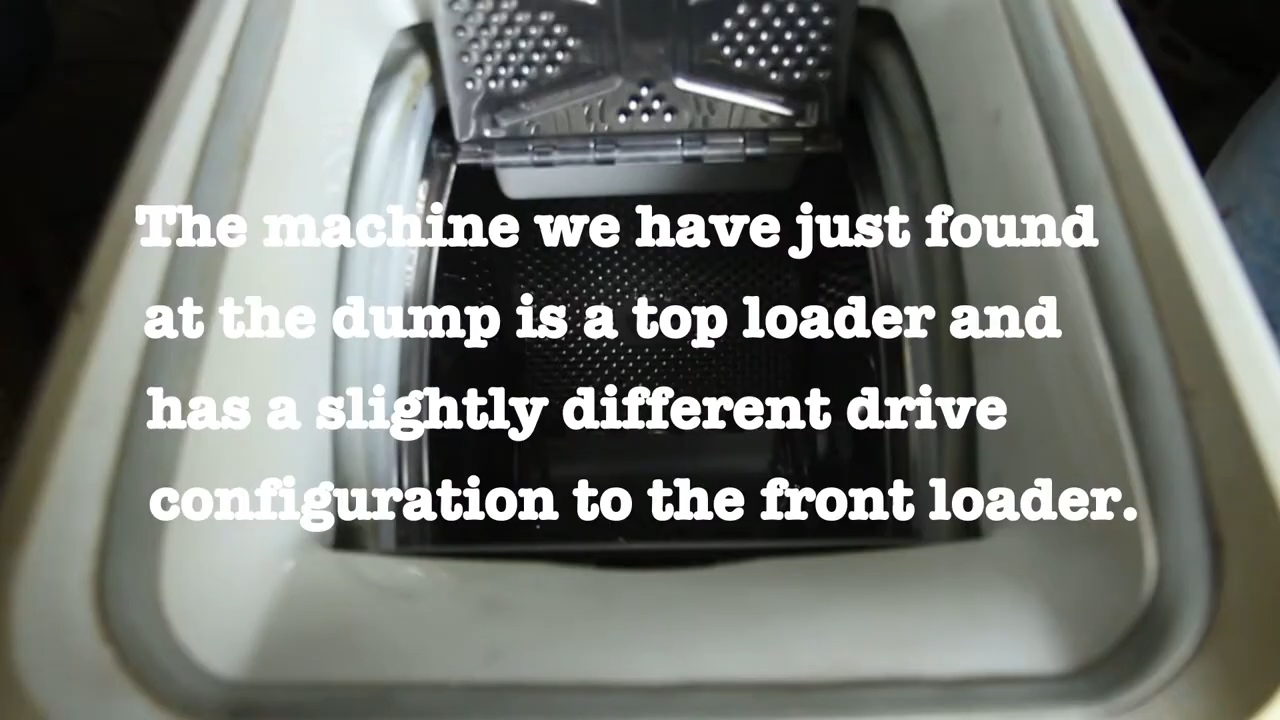 The machine we have just found
at the dump is a top loader and
has a slightly different drive
configuration to the front loader.